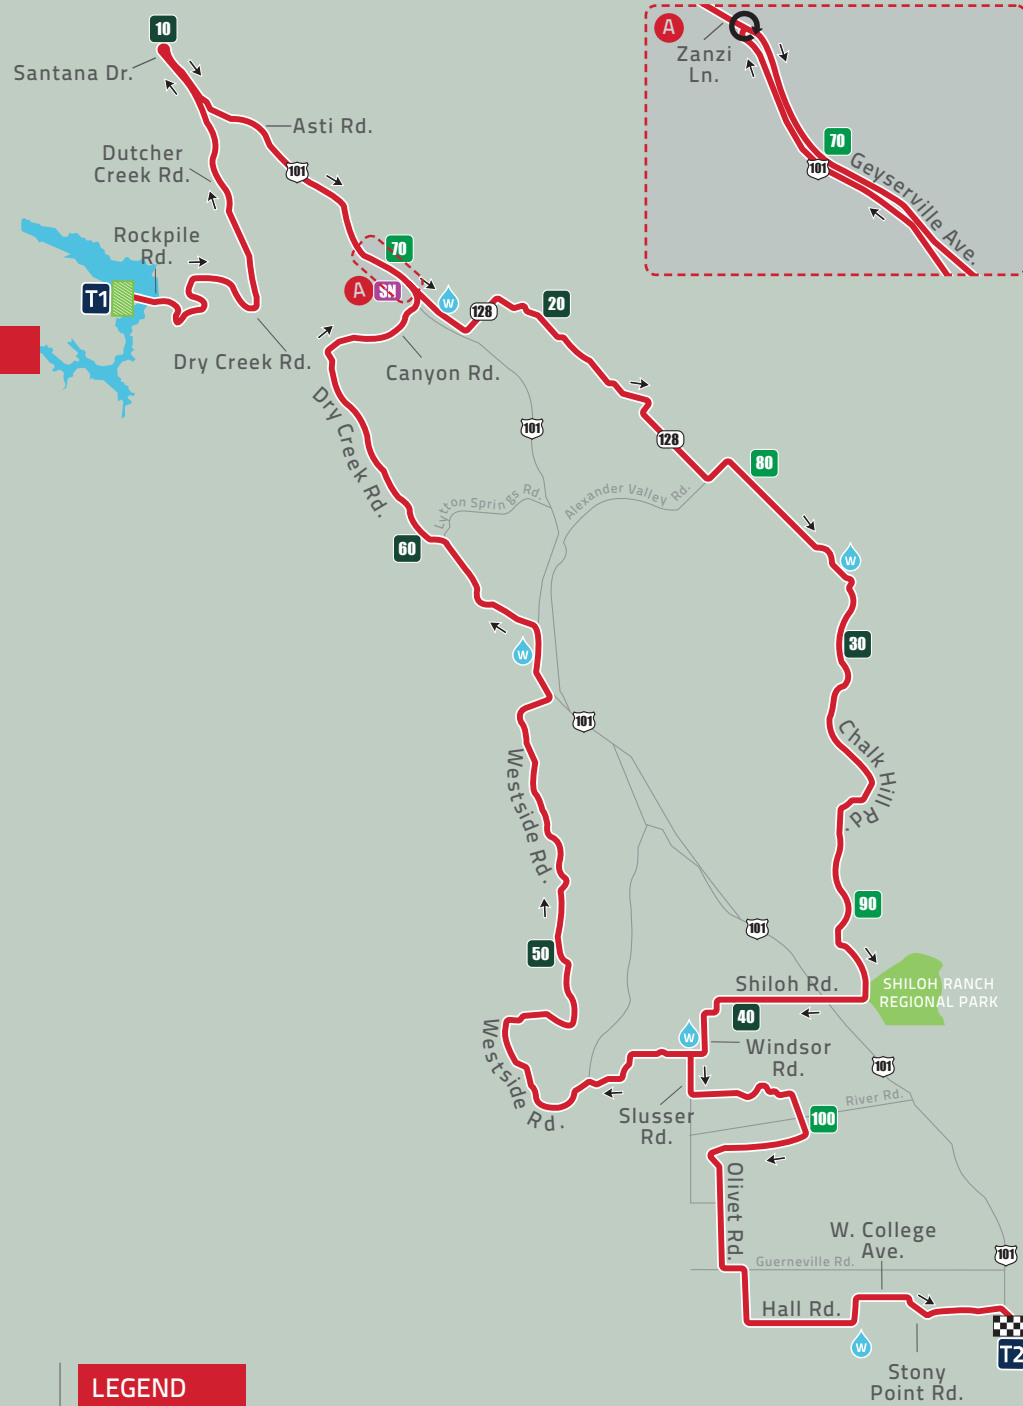 10
Santana Dr.
Asti Rd.
Dutcher
Creek Rd.
101
Rockpile
Rd.
T1
Dry Creek Rd.
70
A
SN
W
128
20
Canyon Rd.
Dry Creek Rd.
101
128
80
Lytton Springs Rd.
Alexander Valley Rd.
60
W
W
30
101
Chalk Hill Rd.
Westside Rd.
90
101
50
SHILOH RANCH
REGIONAL PARK
Shiloh Rd.
40
W
Windsor
Rd.
Westside Rd.
101
Slusser
Rd.
River Rd.
100
Olivet Rd.
W. College
Ave.
Guerneville Rd.
101
Hall Rd.
W
T2
Stony
Point Rd.
LEGEND
A
Zanzi
Ln.
70
101
Geyserville Ave.